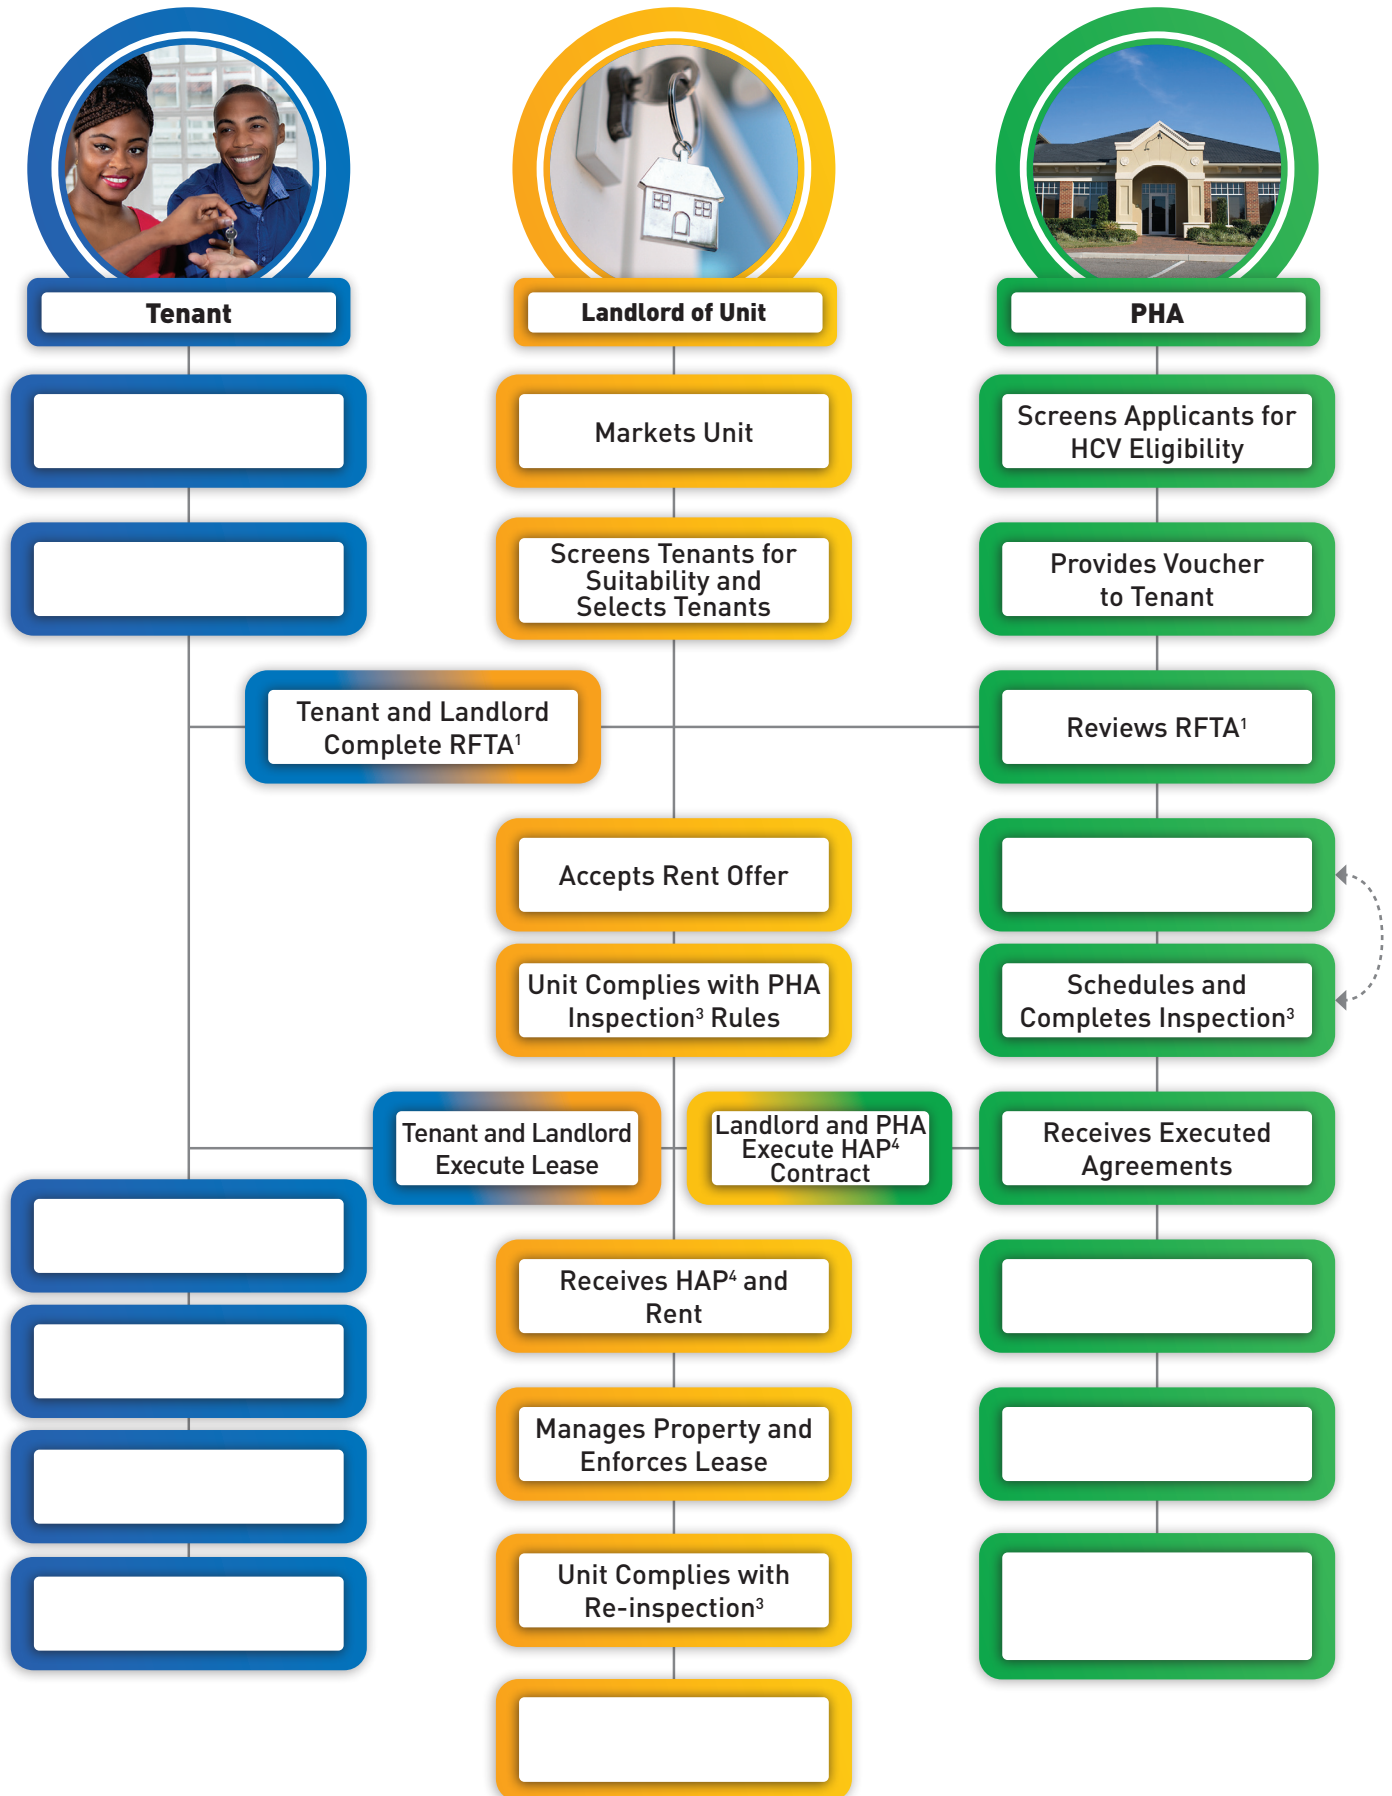 Tenant
Landlord of Unit
PHA
Markets Unit
Screens Applicants for
HCV Eligibility
Screens Tenants for
Suitability and
Selects Tenants
Provides Voucher
to Tenant
Tenant and Landlord
Complete RFTA¹
Reviews RFTA¹
Accepts Rent Offer
Unit Complies with PHA
Inspection³ Rules
Schedules and
Completes Inspection³
Tenant and Landlord
Execute Lease
Landlord and PHA
Execute HAP⁴
Contract
Receives Executed
Agreements
Receives HAP⁴ and
Rent
Manages Property and
Enforces Lease
Unit Complies with
Re-inspection³